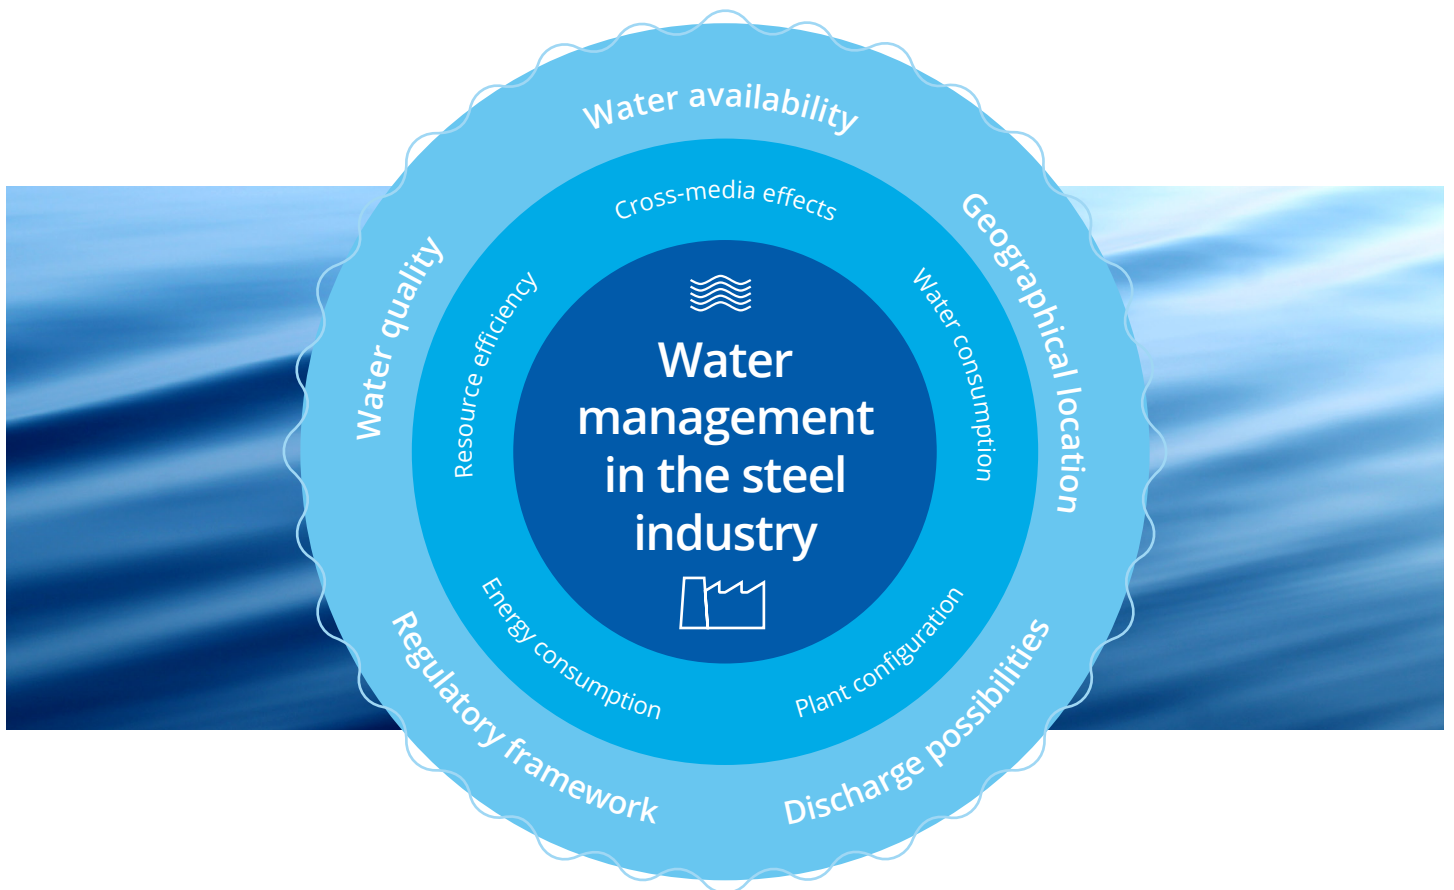 Water availability
Geographical location
Discharge possibilities
Regulatory framework
Water quality
Cross-media effects
Water consumption
Plant configuration
Energy consumption
Resource efficiency
Water
management
in the steel
industry